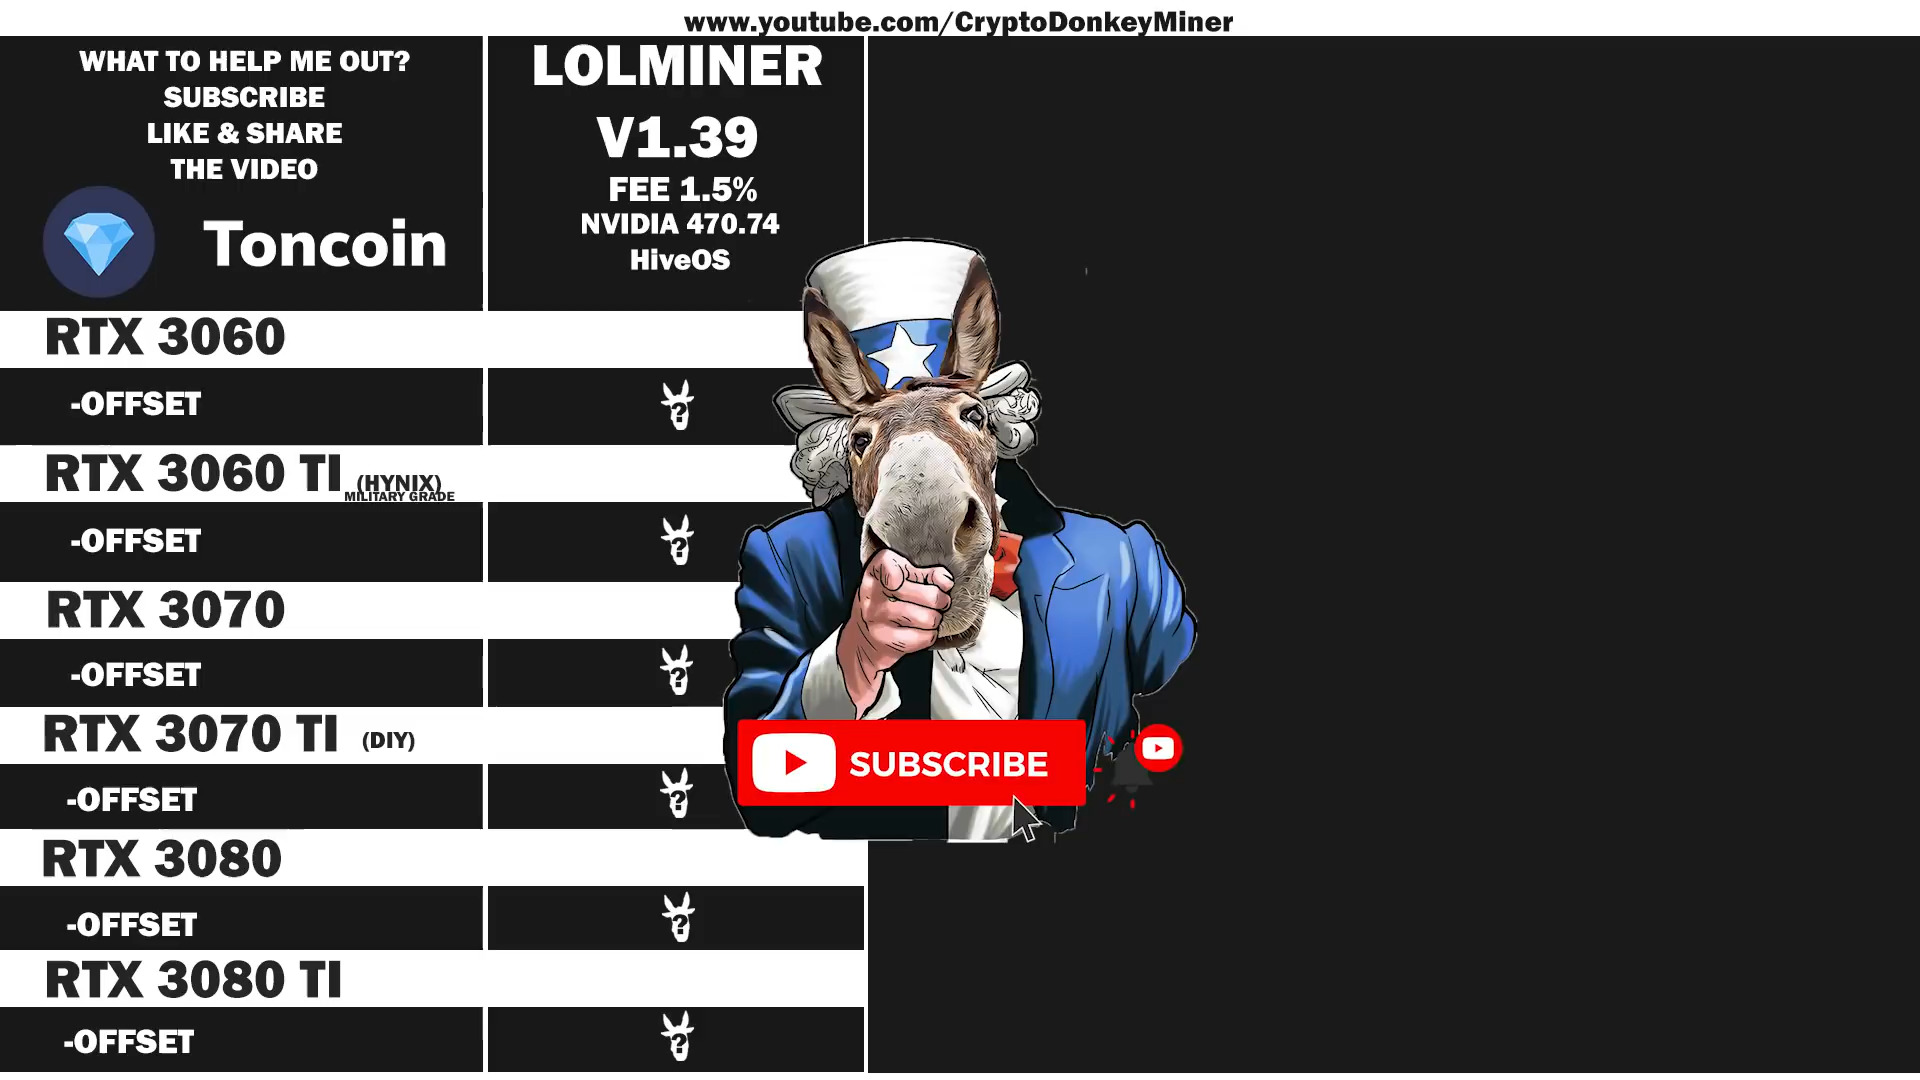 www.youtube.com/CryptoDonkeyMiner
WHAT TO HELP ME OUT?
SUBSCRIBE
LIKE & SHARE
THE VIDEO
Toncoin
LOLMINER
V1.39
FEE 1.5%
NVIDIA 470.74
HiveOS
RTX 3060
-OFFSET
?
RTX 3060 TI (HYNIX)
MILITARY GRADE
-OFFSET
?
RTX 3070
-OFFSET
?
RTX 3070 TI (DIY)
-OFFSET
?
SUBSCRIBE
RTX 3080
-OFFSET
?
RTX 3080 TI
-OFFSET
?